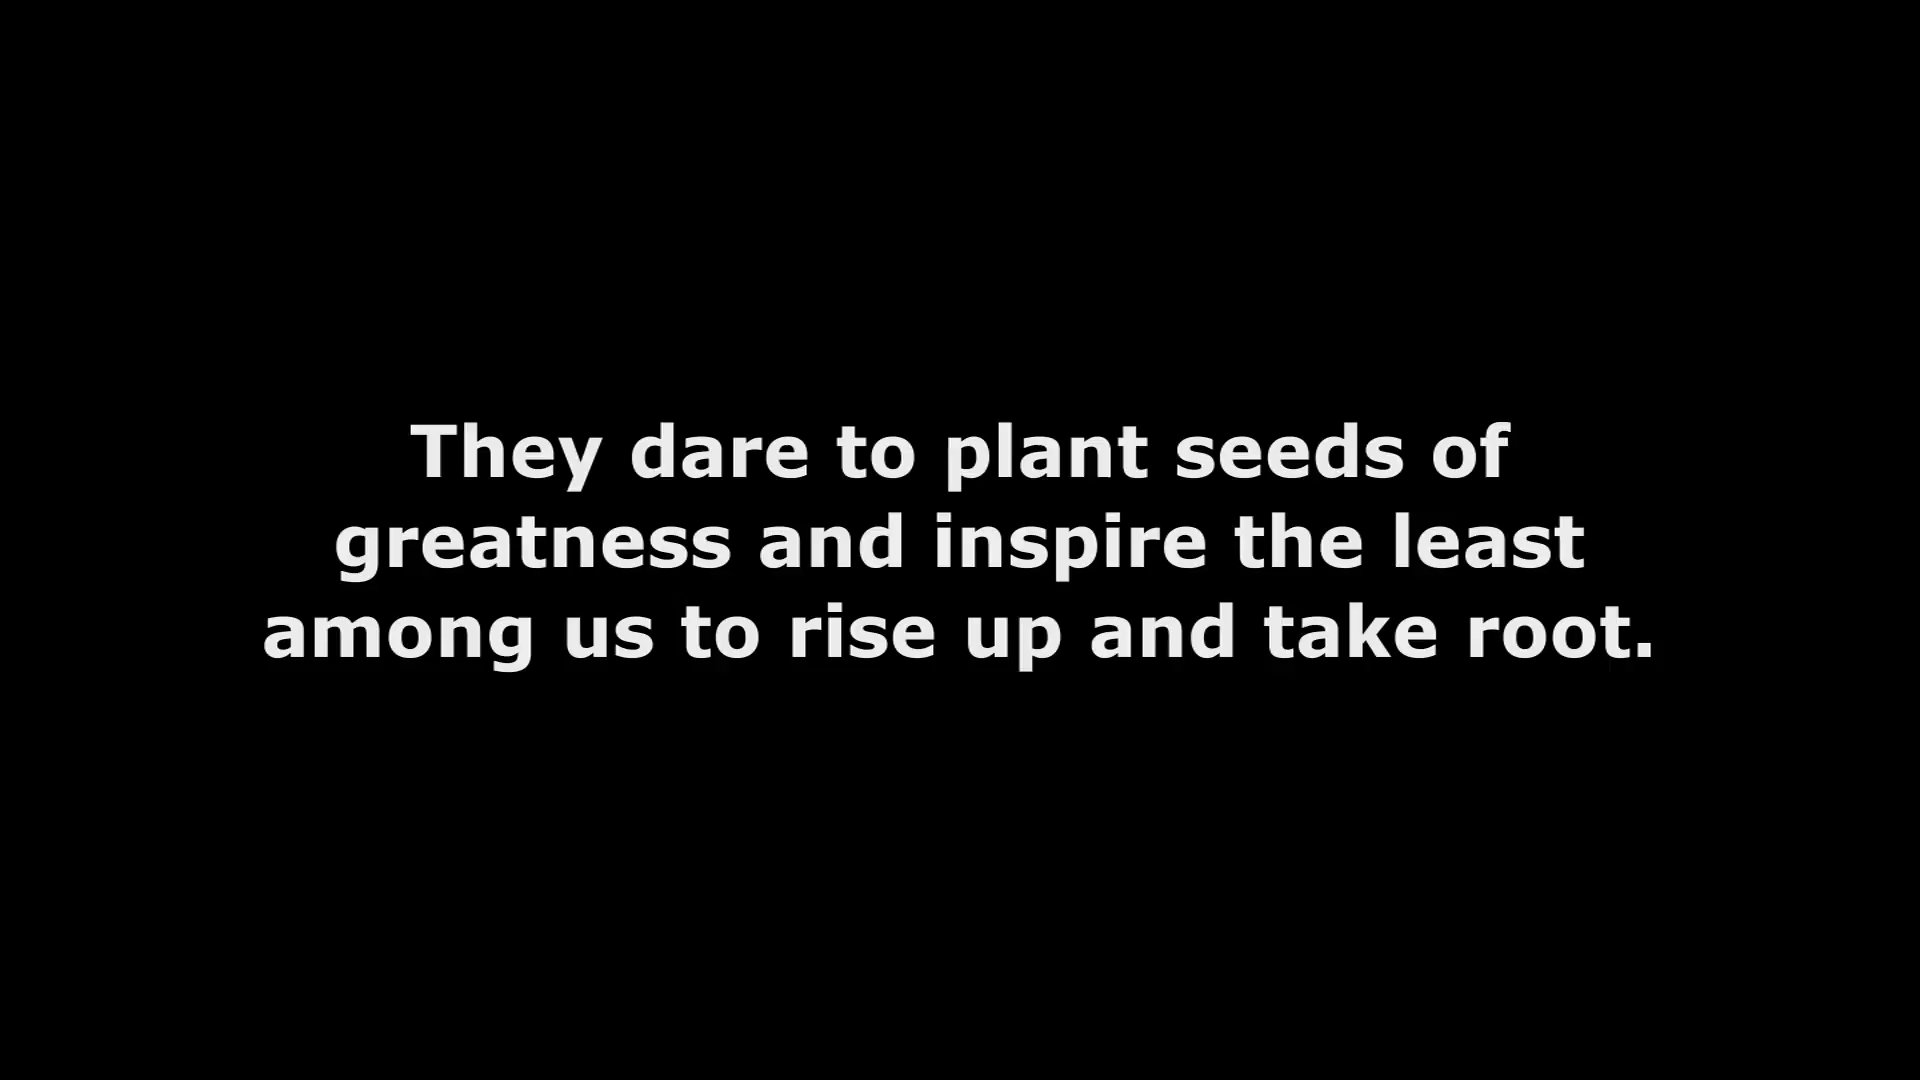 They dare to plant seeds of
greatness and inspire the least
among us to rise up and take root.